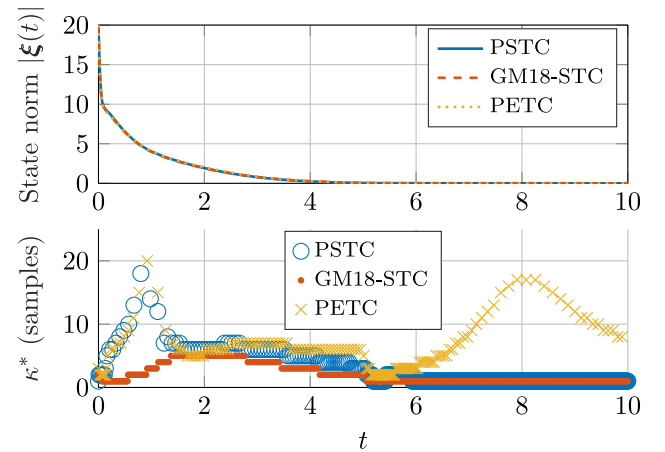 State norm |ξ(t)|
20
15
10
5
0
PSTC
GM18-STC
PETC
0 2 4 6 8 10
κ* (samples)
20
10
0
PSTC
GM18-STC
PETC
0 2 4 6 8 10
t